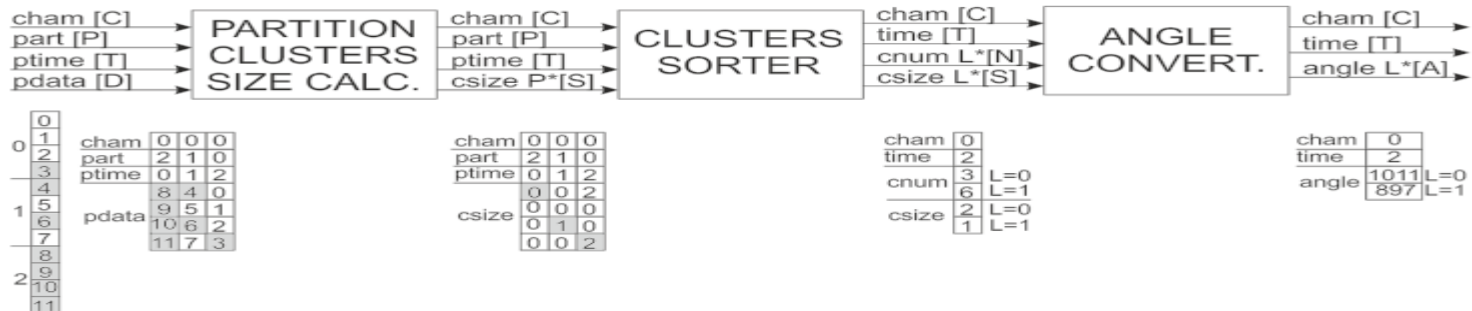 cham [C]
part [P]
ptime [T]
pdata [D]
PARTITION
CLUSTERS
SIZE CALC.
cham [C]
part [P]
ptime [T]
csize P*[S]
CLUSTERS
SORTER
cham [C]
time [T]
cnum L*[N]
csize L*[S]
ANGLE
CONVERT.
cham [C]
time [T]
angle L*[A]
0
1
2
3
4
5
6
7
8
9
10
11
0
1
2
cham 0 0 0
part 2 1 0
ptime 0 1 2
pdata
8 4 0
9 5 1
10 6 2
11 7 3
cham 0 0 0
part 2 1 0
ptime 0 1 2
csize
0 0 2
0 0 0
0 1 0
0 0 2
cham 0
time 2
cnum
3 L=0
6 L=1
csize
2 L=0
1 L=1
cham 0
time 2
angle
1011 L=0
897 L=1